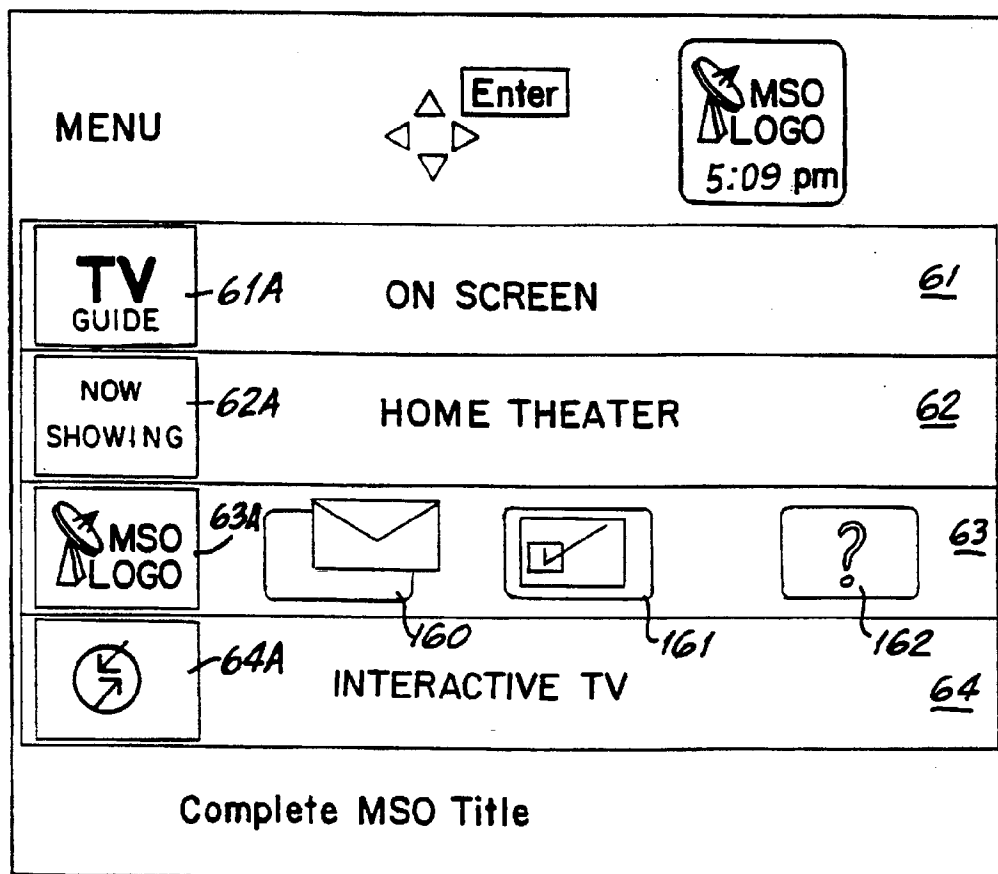 MENU
Enter
MSO
LOGO
5:09 pm
TV
GUIDE
61A
ON SCREEN
61
NOW
SHOWING
62A
HOME THEATER
62
MSO
LOGO
63A
?
63
160
161
162
64A
INTERACTIVE TV
64
Complete MSO Title